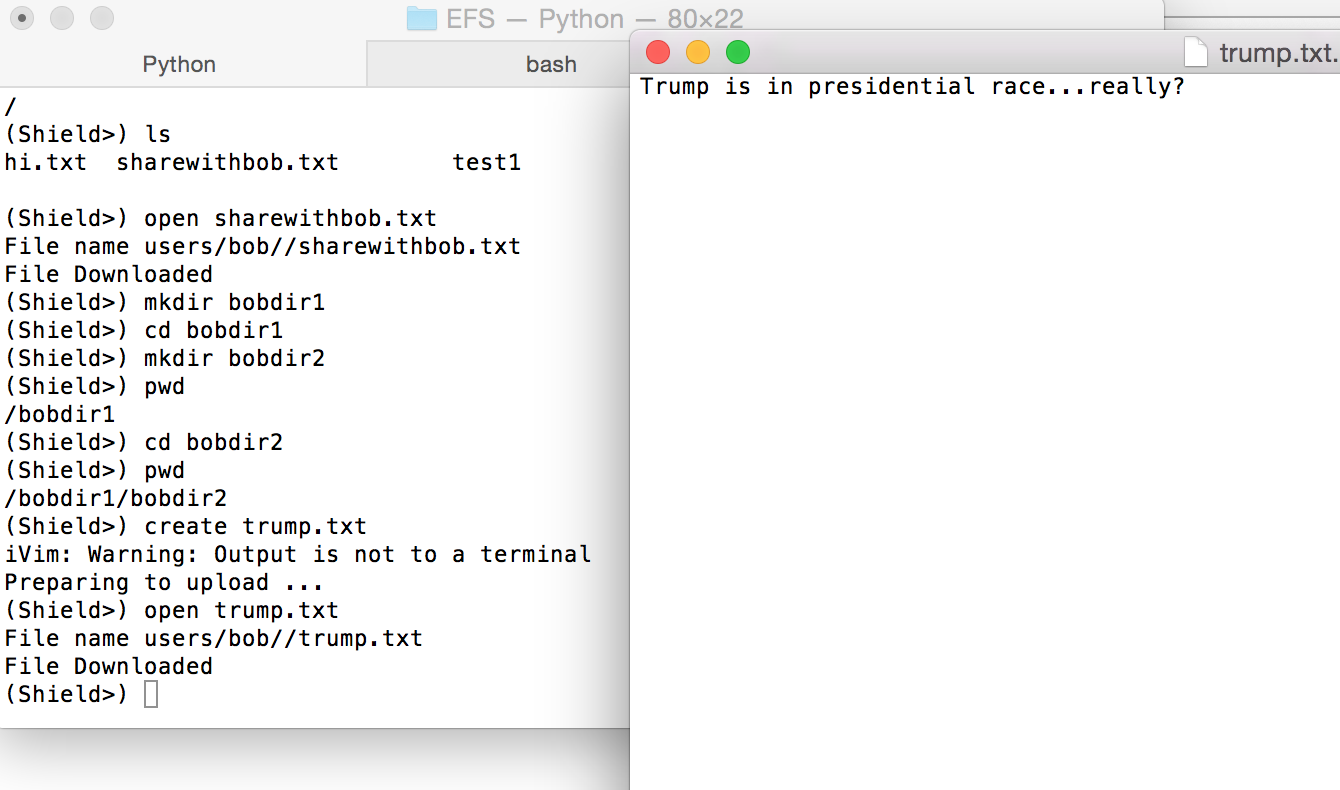 EFS — Python — 80×22
Python
bash
/
(Shield>) ls
hi.txt  sharewithbob.txt        test1
(Shield>) open sharewithbob.txt
File name users/bob//sharewithbob.txt
File Downloaded
(Shield>) mkdir bobdir1
(Shield>) cd bobdir1
(Shield>) mkdir bobdir2
(Shield>) pwd
/bobdir1
(Shield>) cd bobdir2
(Shield>) pwd
/bobdir1/bobdir2
(Shield>) create trump.txt
iVim: Warning: Output is not to a terminal
Preparing to upload ...
(Shield>) open trump.txt
File name users/bob//trump.txt
File Downloaded
(Shield>)
trump.txt.
Trump is in presidential race...really?